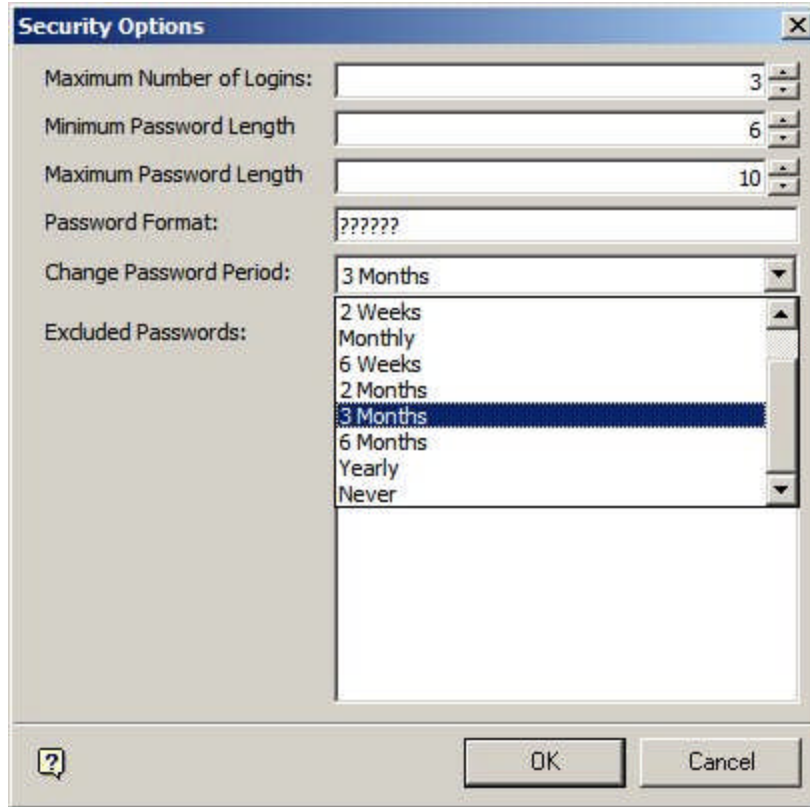 Security Options
Maximum Number of Logins: 3
Minimum Password Length 6
Maximum Password Length 10
Password Format: ??????
Change Password Period: 3 Months
Excluded Passwords:
2 Weeks
Monthly
6 Weeks
2 Months
3 Months
6 Months
Yearly
Never
?
OK Cancel